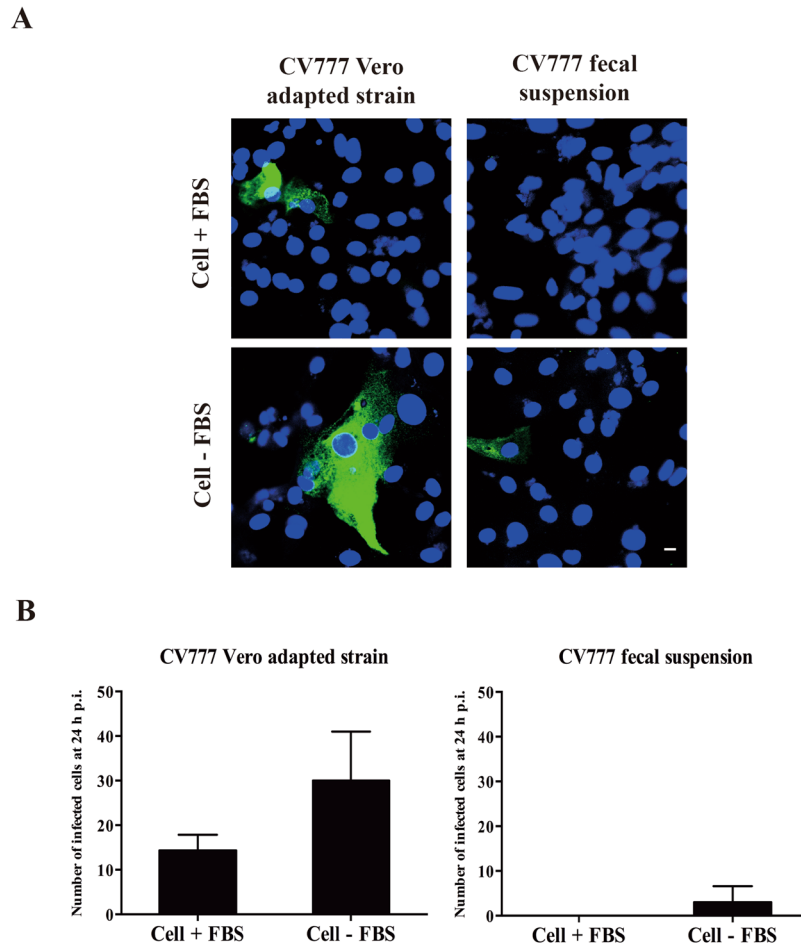 A
CV777 Vero
adapted strain
CV777 fecal
suspension
Cell + FBS
Cell - FBS
B
CV777 Vero adapted strain
Number of infected cells at 24 h p.i.
50
40
30
20
10
0
Cell + FBS
Cell - FBS
CV777 fecal suspension
Number of infected cells at 24 h p.i.
50
40
30
20
10
0
Cell + FBS
Cell - FBS